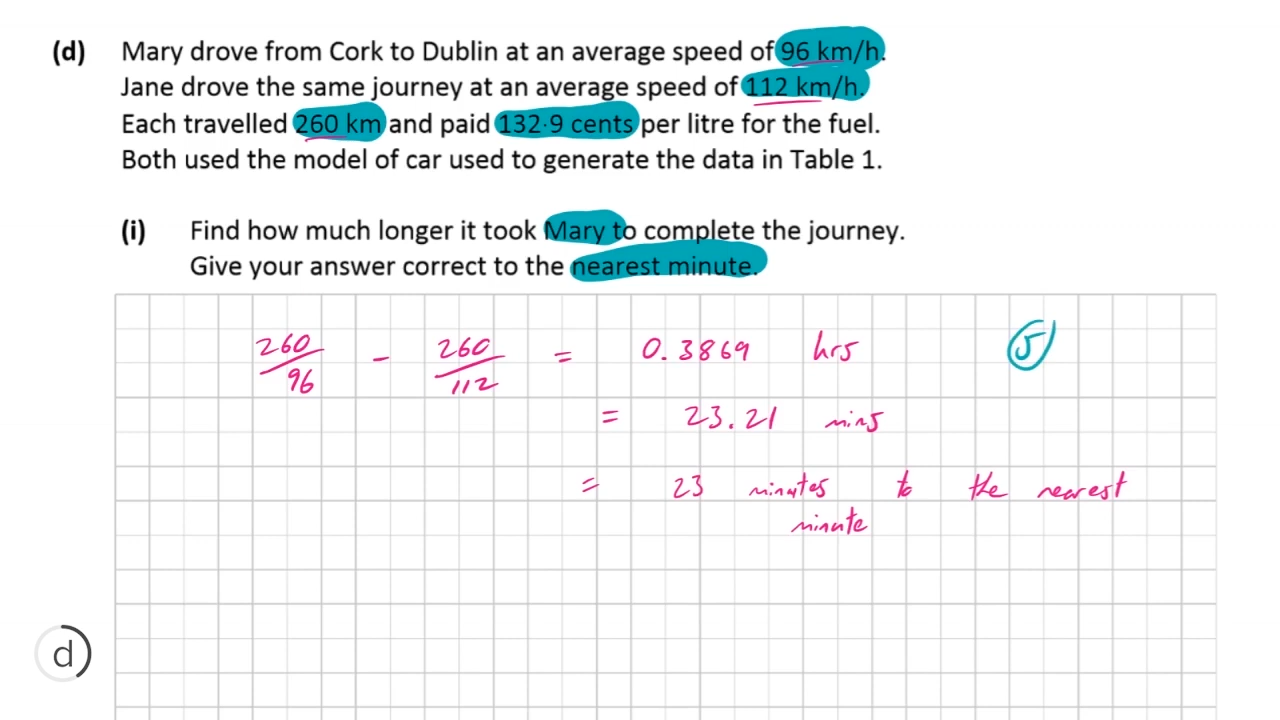 (d) Mary drove from Cork to Dublin at an average speed of 96 km/h.
Jane drove the same journey at an average speed of 112 km/h.
Each travelled 260 km and paid 132·9 cents per litre for the fuel.
Both used the model of car used to generate the data in Table 1.
(i) Find how much longer it took Mary to complete the journey.
Give your answer correct to the nearest minute.
260/96 - 260/112 = 0.3869 hrs
5
= 23.21 mins
= 23 minutes to the nearest
minute
d